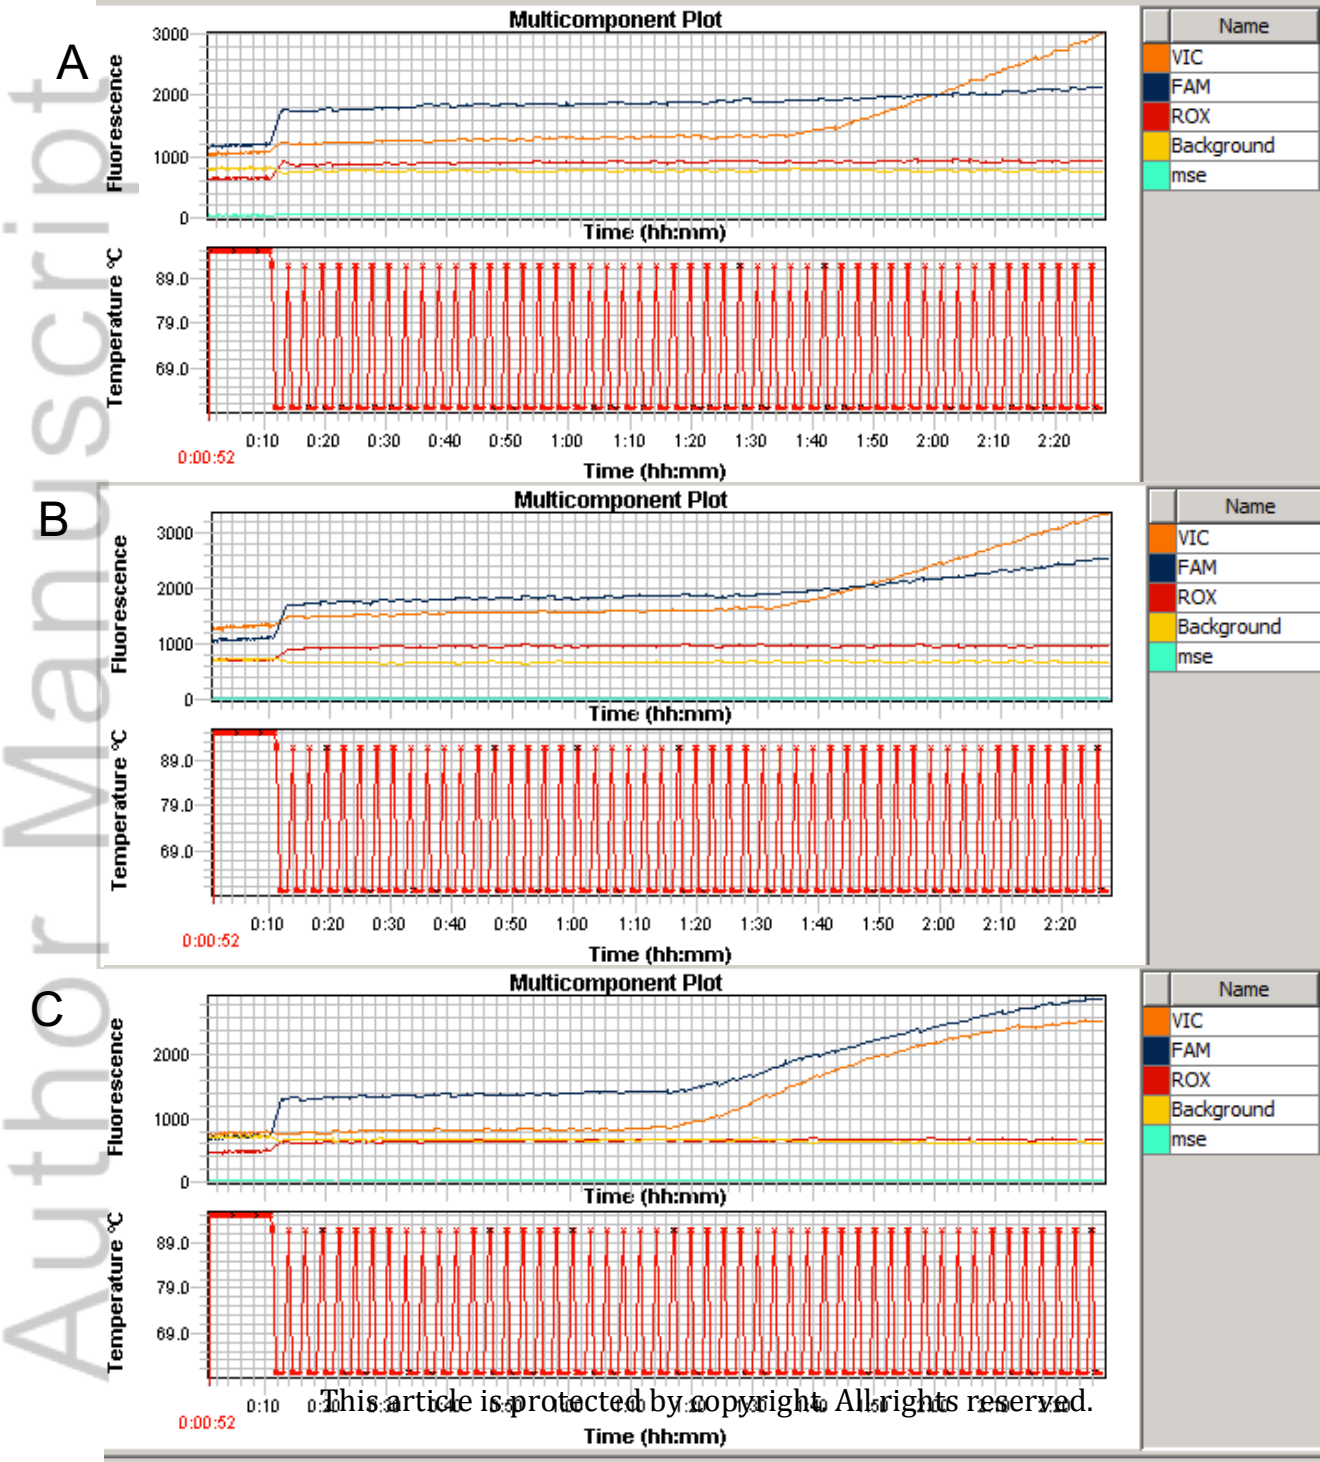 Author Manuscript
A
Multicomponent Plot
3000
2000
1000
0
Fluorescence
Time (hh:mm)
89.0
79.0
69.0
Temperature °C
0:10 0:20 0:30 0:40 0:50 1:00 1:10 1:20 1:30 1:40 1:50 2:00 2:10 2:20
0:00:52
Time (hh:mm)
Name
VIC
FAM
ROX
Background
mse
B
Multicomponent Plot
3000
2000
1000
0
Fluorescence
Time (hh:mm)
89.0
79.0
69.0
Temperature °C
0:10 0:20 0:30 0:40 0:50 1:00 1:10 1:20 1:30 1:40 1:50 2:00 2:10 2:20
0:00:52
Time (hh:mm)
Name
VIC
FAM
ROX
Background
mse
C
Multicomponent Plot
2000
1000
0
Fluorescence
Time (hh:mm)
89.0
79.0
69.0
Temperature °C
0:10
This article is protected by copyright. All rights reserved.
0:00:52
Time (hh:mm)
Name
VIC
FAM
ROX
Background
mse